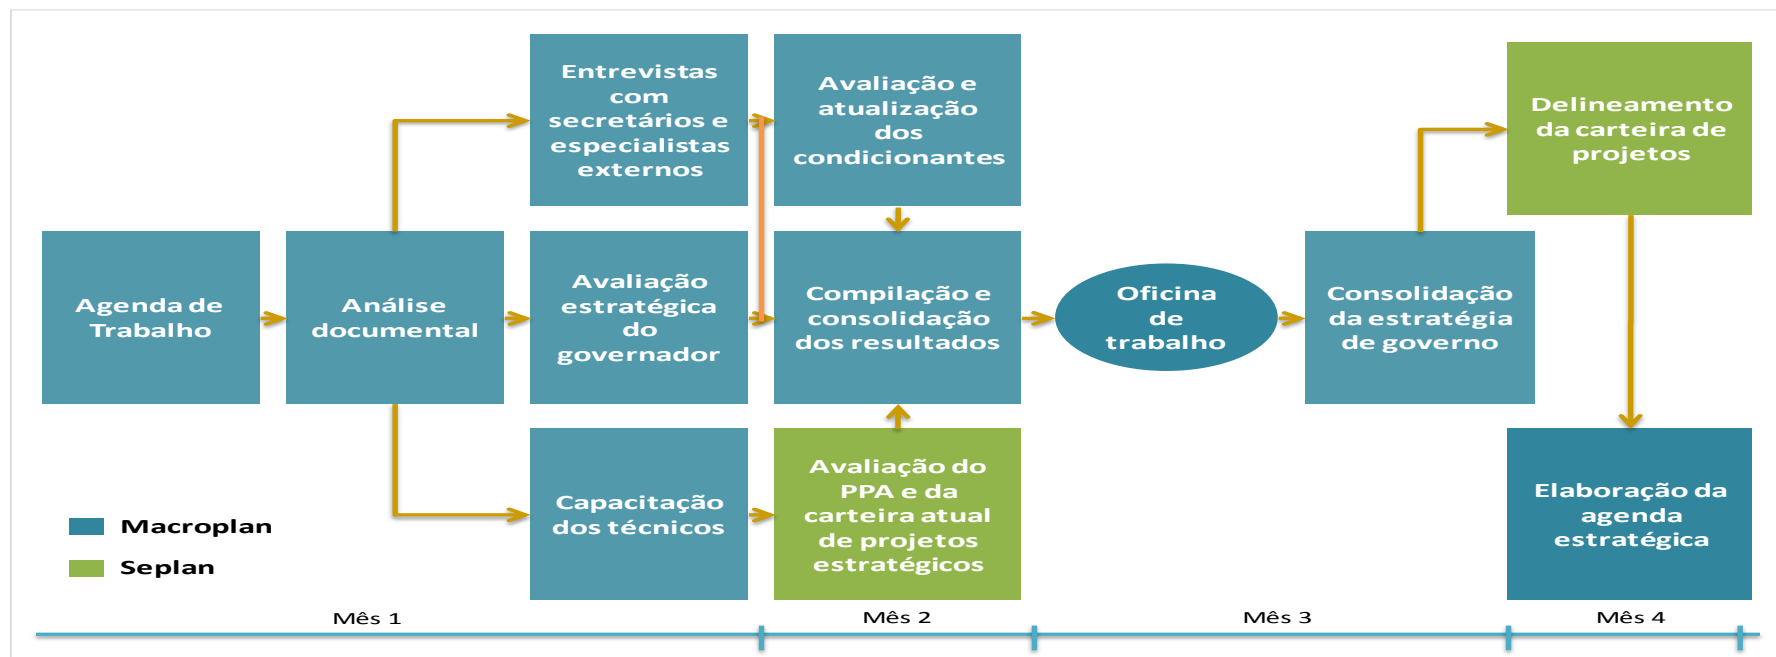 Entrevistas
com
secretários e
especialistas
externos
Avaliação e
atualização
dos
condicionantes
Delineamento
da carteira de
projetos
Agenda de
Trabalho
Análise
documental
Avaliação
estratégica
do
governador
Compilação e
consolidação
dos resultados
Oficina
de
trabalho
Consolidação
da estratégia
de governo
Capacitação
dos técnicos
Avaliação do
PPA e da
carteira atual
de projetos
estratégicos
Elaboração da
agenda
estratégica
Macroplan
Seplan
Mês 1
Mês 2
Mês 3
Mês 4